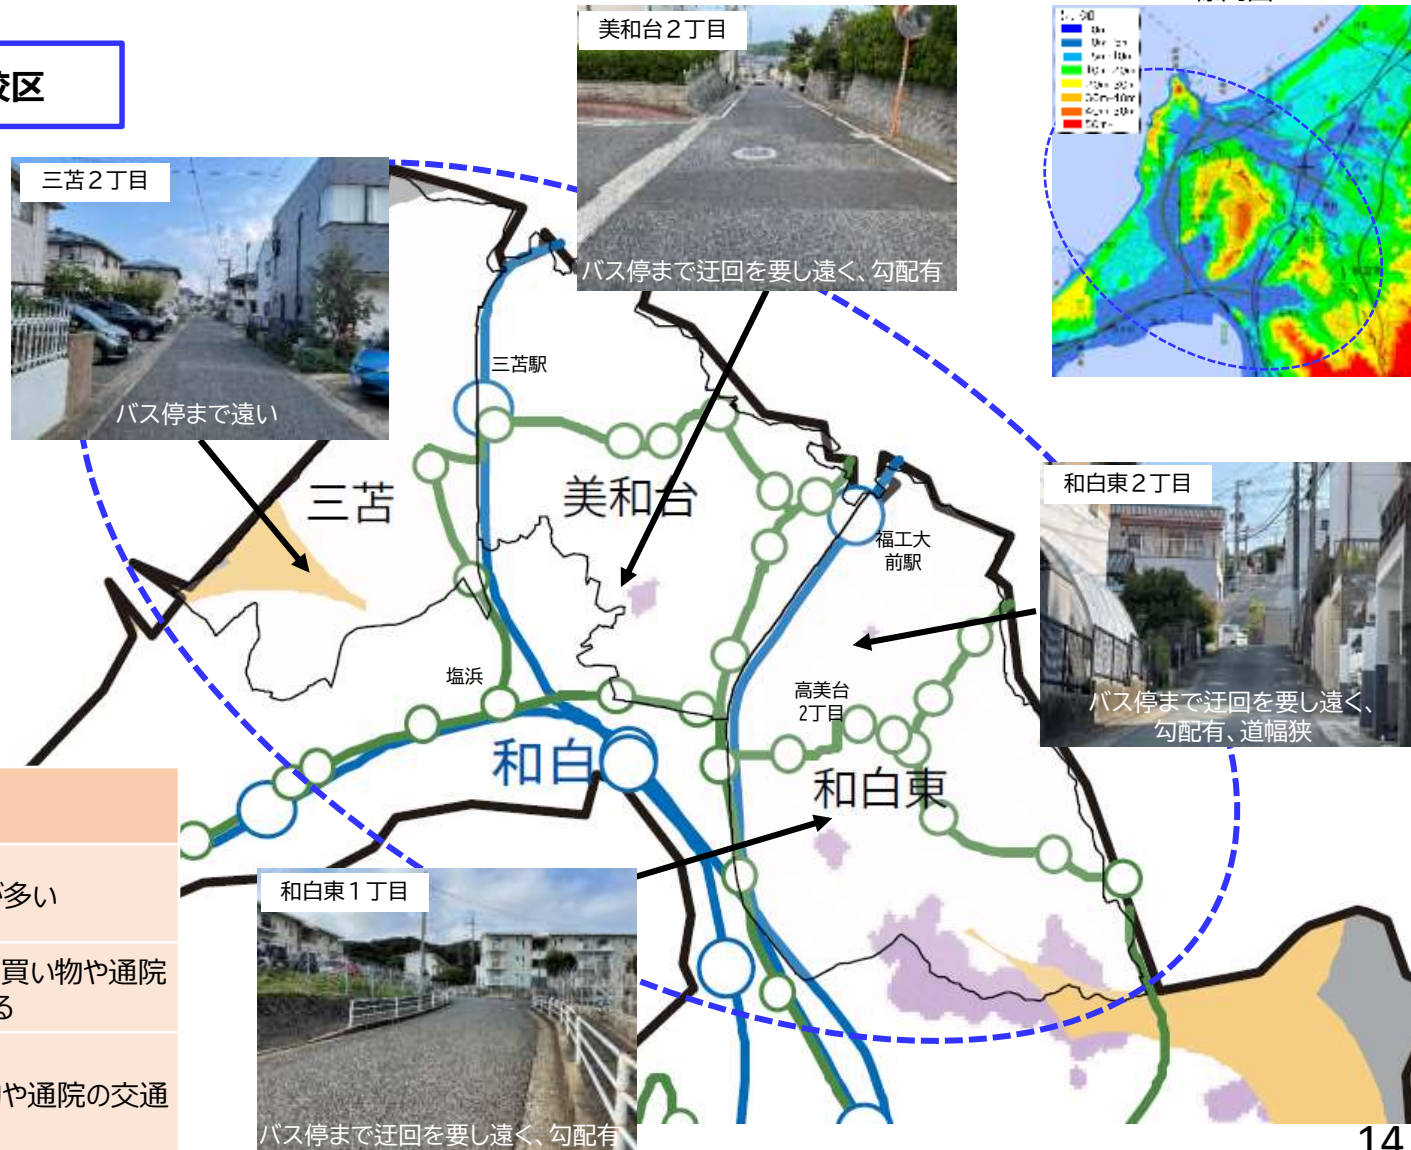 校区
美和台２丁目
バス停まで迂回を要し遠く、勾配有
三苫２丁目
バス停まで遠い
三苫駅
三苫
美和台
福工大
前駅
和白東２丁目
バス停まで迂回を要し遠く、
勾配有、道幅狭
塩浜
高美台
2丁目
和白
和白東
が多い
買い物や通院
る
や通院の交通
和白東１丁目
バス停まで迂回を要し遠く、勾配有
14